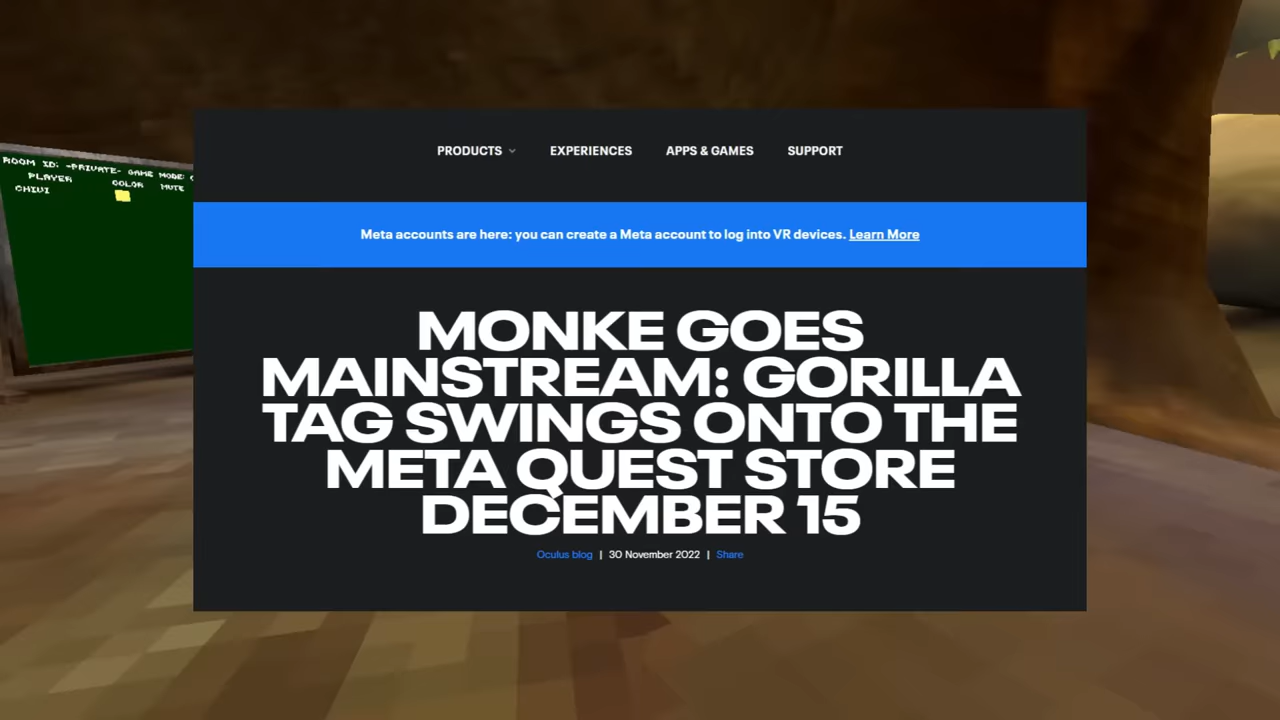 PRODUCTS EXPERIENCES APPS & GAMES SUPPORT
ROOM ID: -PRIVATE- GAME MODE:
PLAYER COLOR MUTE
CHIVI
Meta accounts are here: you can create a Meta account to log into VR devices. Learn More
MONKE GOES
MAINSTREAM: GORILLA
TAG SWINGS ONTO THE
META QUEST STORE
DECEMBER 15
Oculus blog | 30 November 2022 | Share